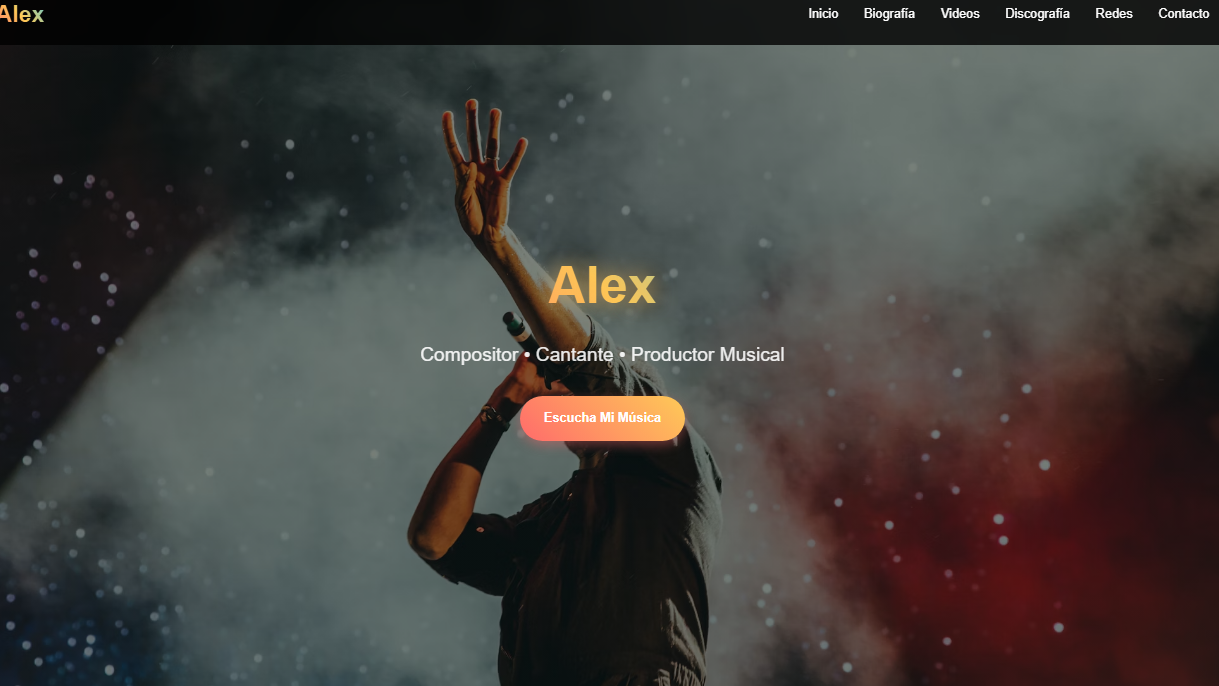 Alex
Inicio Biografía Videos Discografía Redes Contacto
Alex
Compositor • Cantante • Productor Musical
Escucha Mi Música